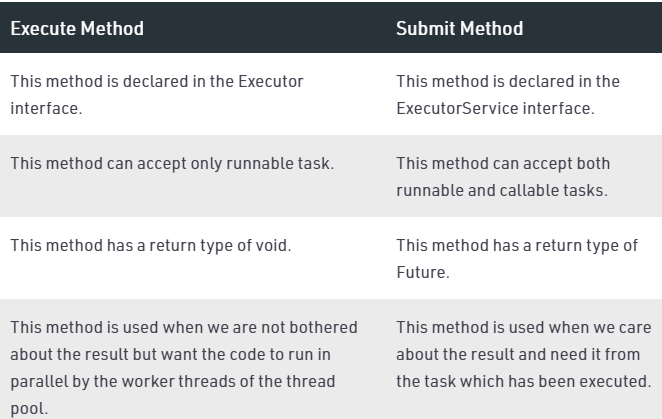 Execute Method
Submit Method
This method is declared in the Executor
interface.
This method is declared in the
ExecutorService interface.
This method can accept only runnable task.
This method can accept both
runnable and callable tasks.
This method has a return type of void.
This method has a return type of
Future.
This method is used when we are not bothered
about the result but want the code to run in
parallel by the worker threads of the thread
pool.
This method is used when we care
about the result and need it from
the task which has been executed.